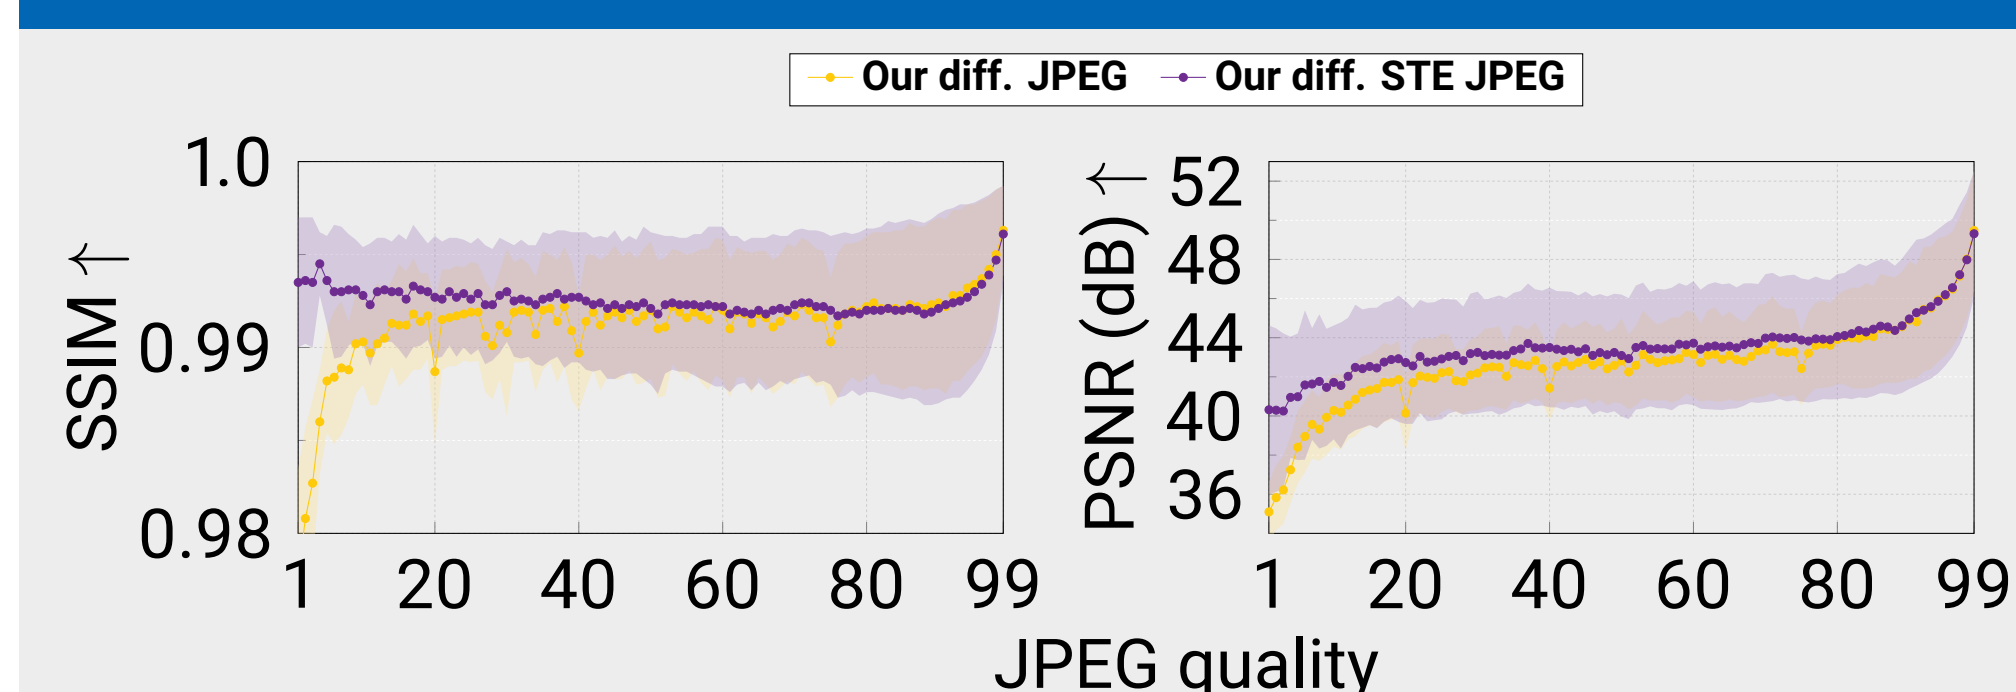 Our diff. JPEG Our diff. STE JPEG
SSIM ↑
1.0
0.99
0.98
1 20 40 60 80 99
PSNR (dB) ↑
52
48
44
40
36
1 20 40 60 80 99
JPEG quality